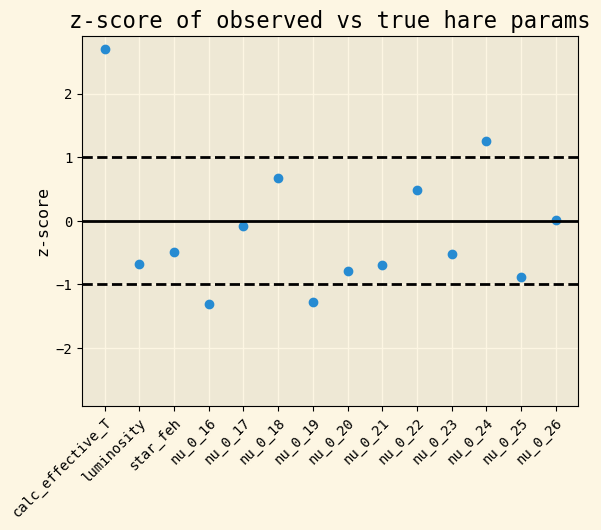 z-score of observed vs true hare params
z-score
2
1
0
−1
−2
calc_effective_T
luminosity
star_feh
nu_0_16
nu_0_17
nu_0_18
nu_0_19
nu_0_20
nu_0_21
nu_0_22
nu_0_23
nu_0_24
nu_0_25
nu_0_26